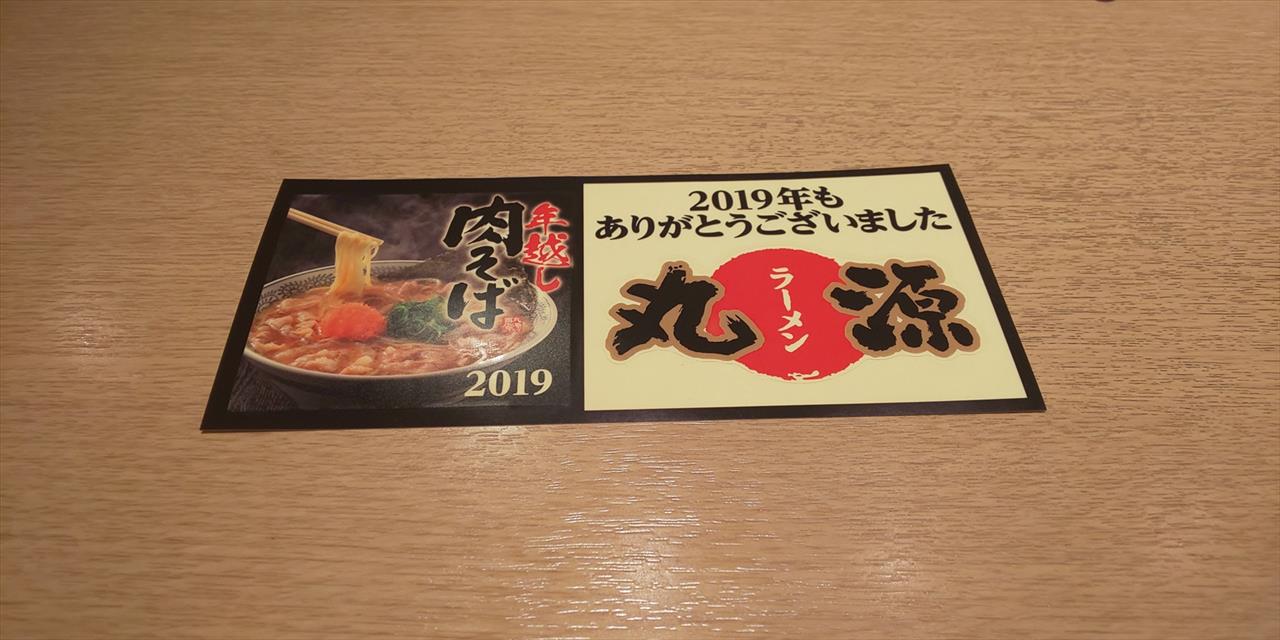 年越し
肉そば
2019
2019年も
ありがとうございました
丸源
ラーメン